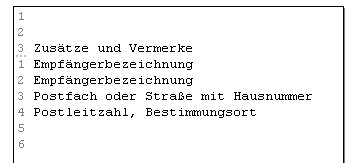 1
2
3 Zusätze und Vermerke
1 Empfängerbezeichnung
2 Empfängerbezeichnung
3 Postfach oder Straße mit Hausnummer
4 Postleitzahl, Bestimmungsort
5
6